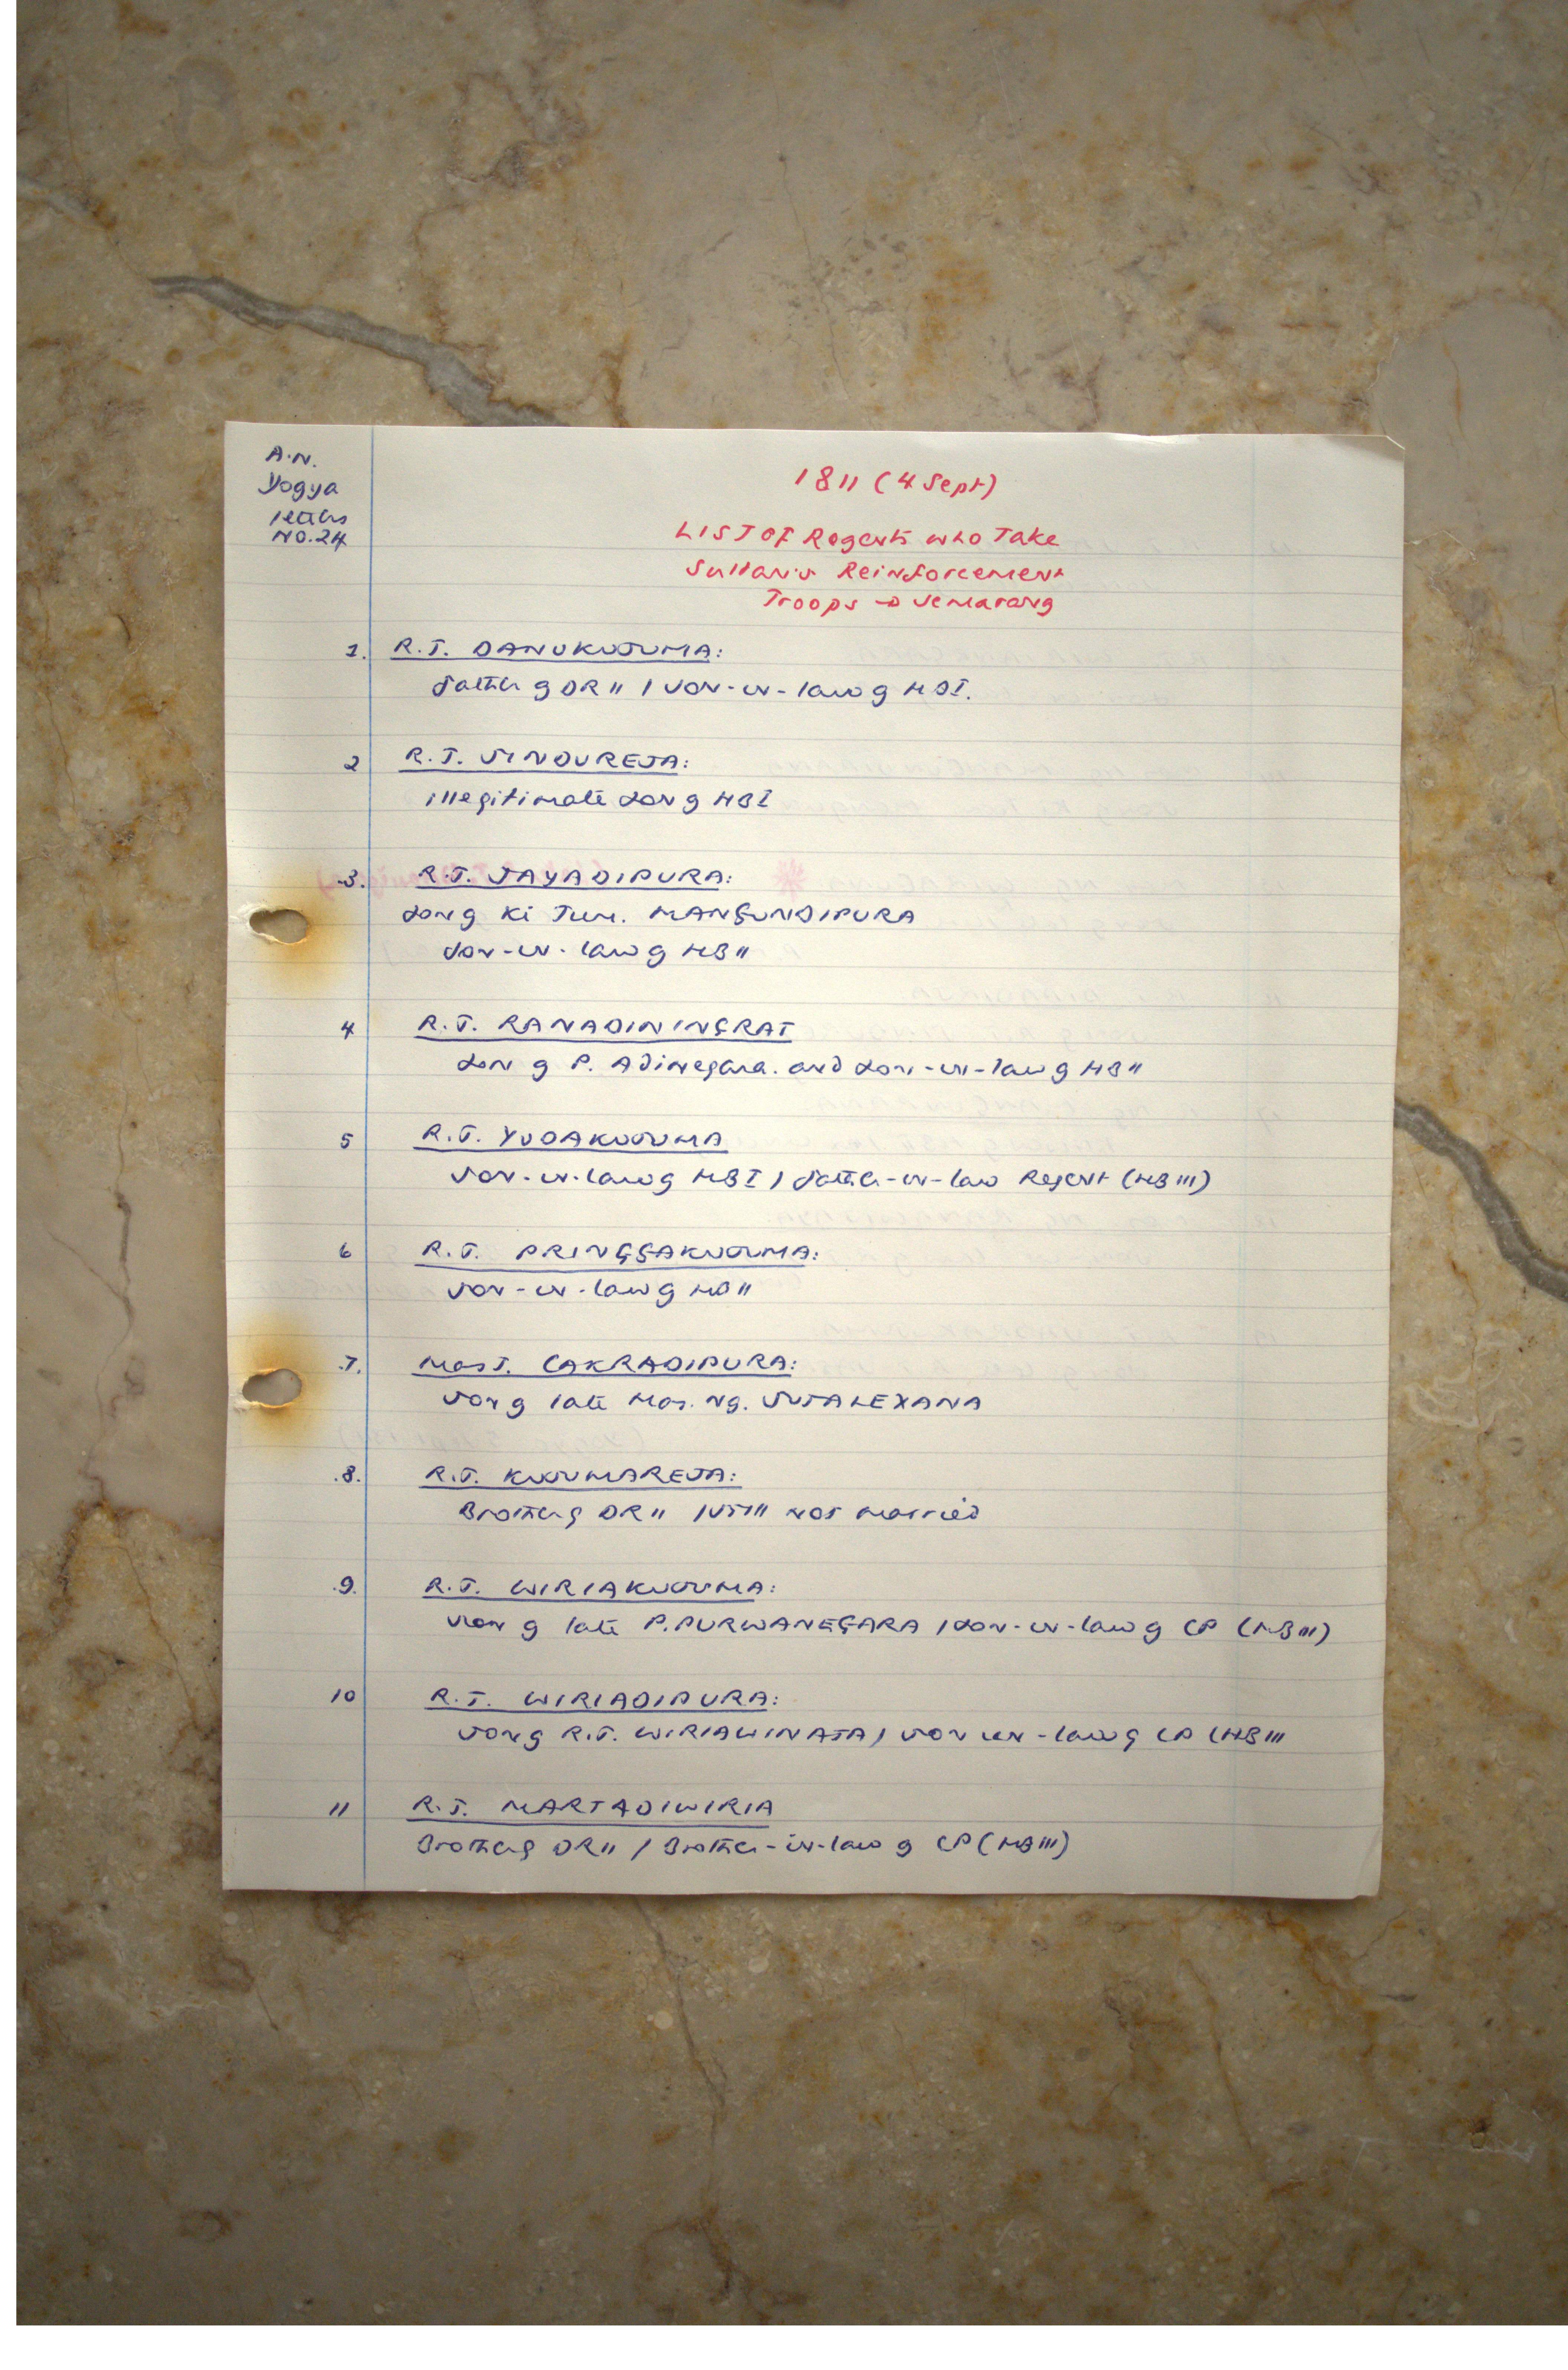 A.N.
Yogya
letters
No. 24
1811 (4 Sept)
LIST OF Regents who Take
Sultan's Reinforcement
Troops → Semarang
1. R.T. DANUKUSUMA:
father of DR II / son-in-law of HB I.
2 R.T. SINDUREJA:
illegitimate son of HB I
3. R.T. JAYADIPURA:
son of Ki Tum. MANGUNDIPURA
son-in-law of HB II
4 R.T. RANADININGRAT
son of P. Adinegara. and son-in-law of HB II
5 R.T. YUDAKUSUMA
son-in-law of HB I / father-in-law Regent (HB III)
6 R.T. PRINGGAKUSUMA:
son-in-law of HB II
7. Mas T. CAKRADIPURA:
son of late Mas. Ng. SUTALEXANA
8. R.T. KUSUMAREJA:
Brother of DR II / still not married
9. R.T. WIRIAKUSUMA:
son of late P. PURWANEGARA / son-in-law of CP (HB III)
10 R.T. WIRIADIPURA:
son of R.T. WIRIAWINATA / son in-law of CP (HB III
11 R.T. MARTADIWIRIA
Brother of DR II / Brother-in-law of CP (HB III)